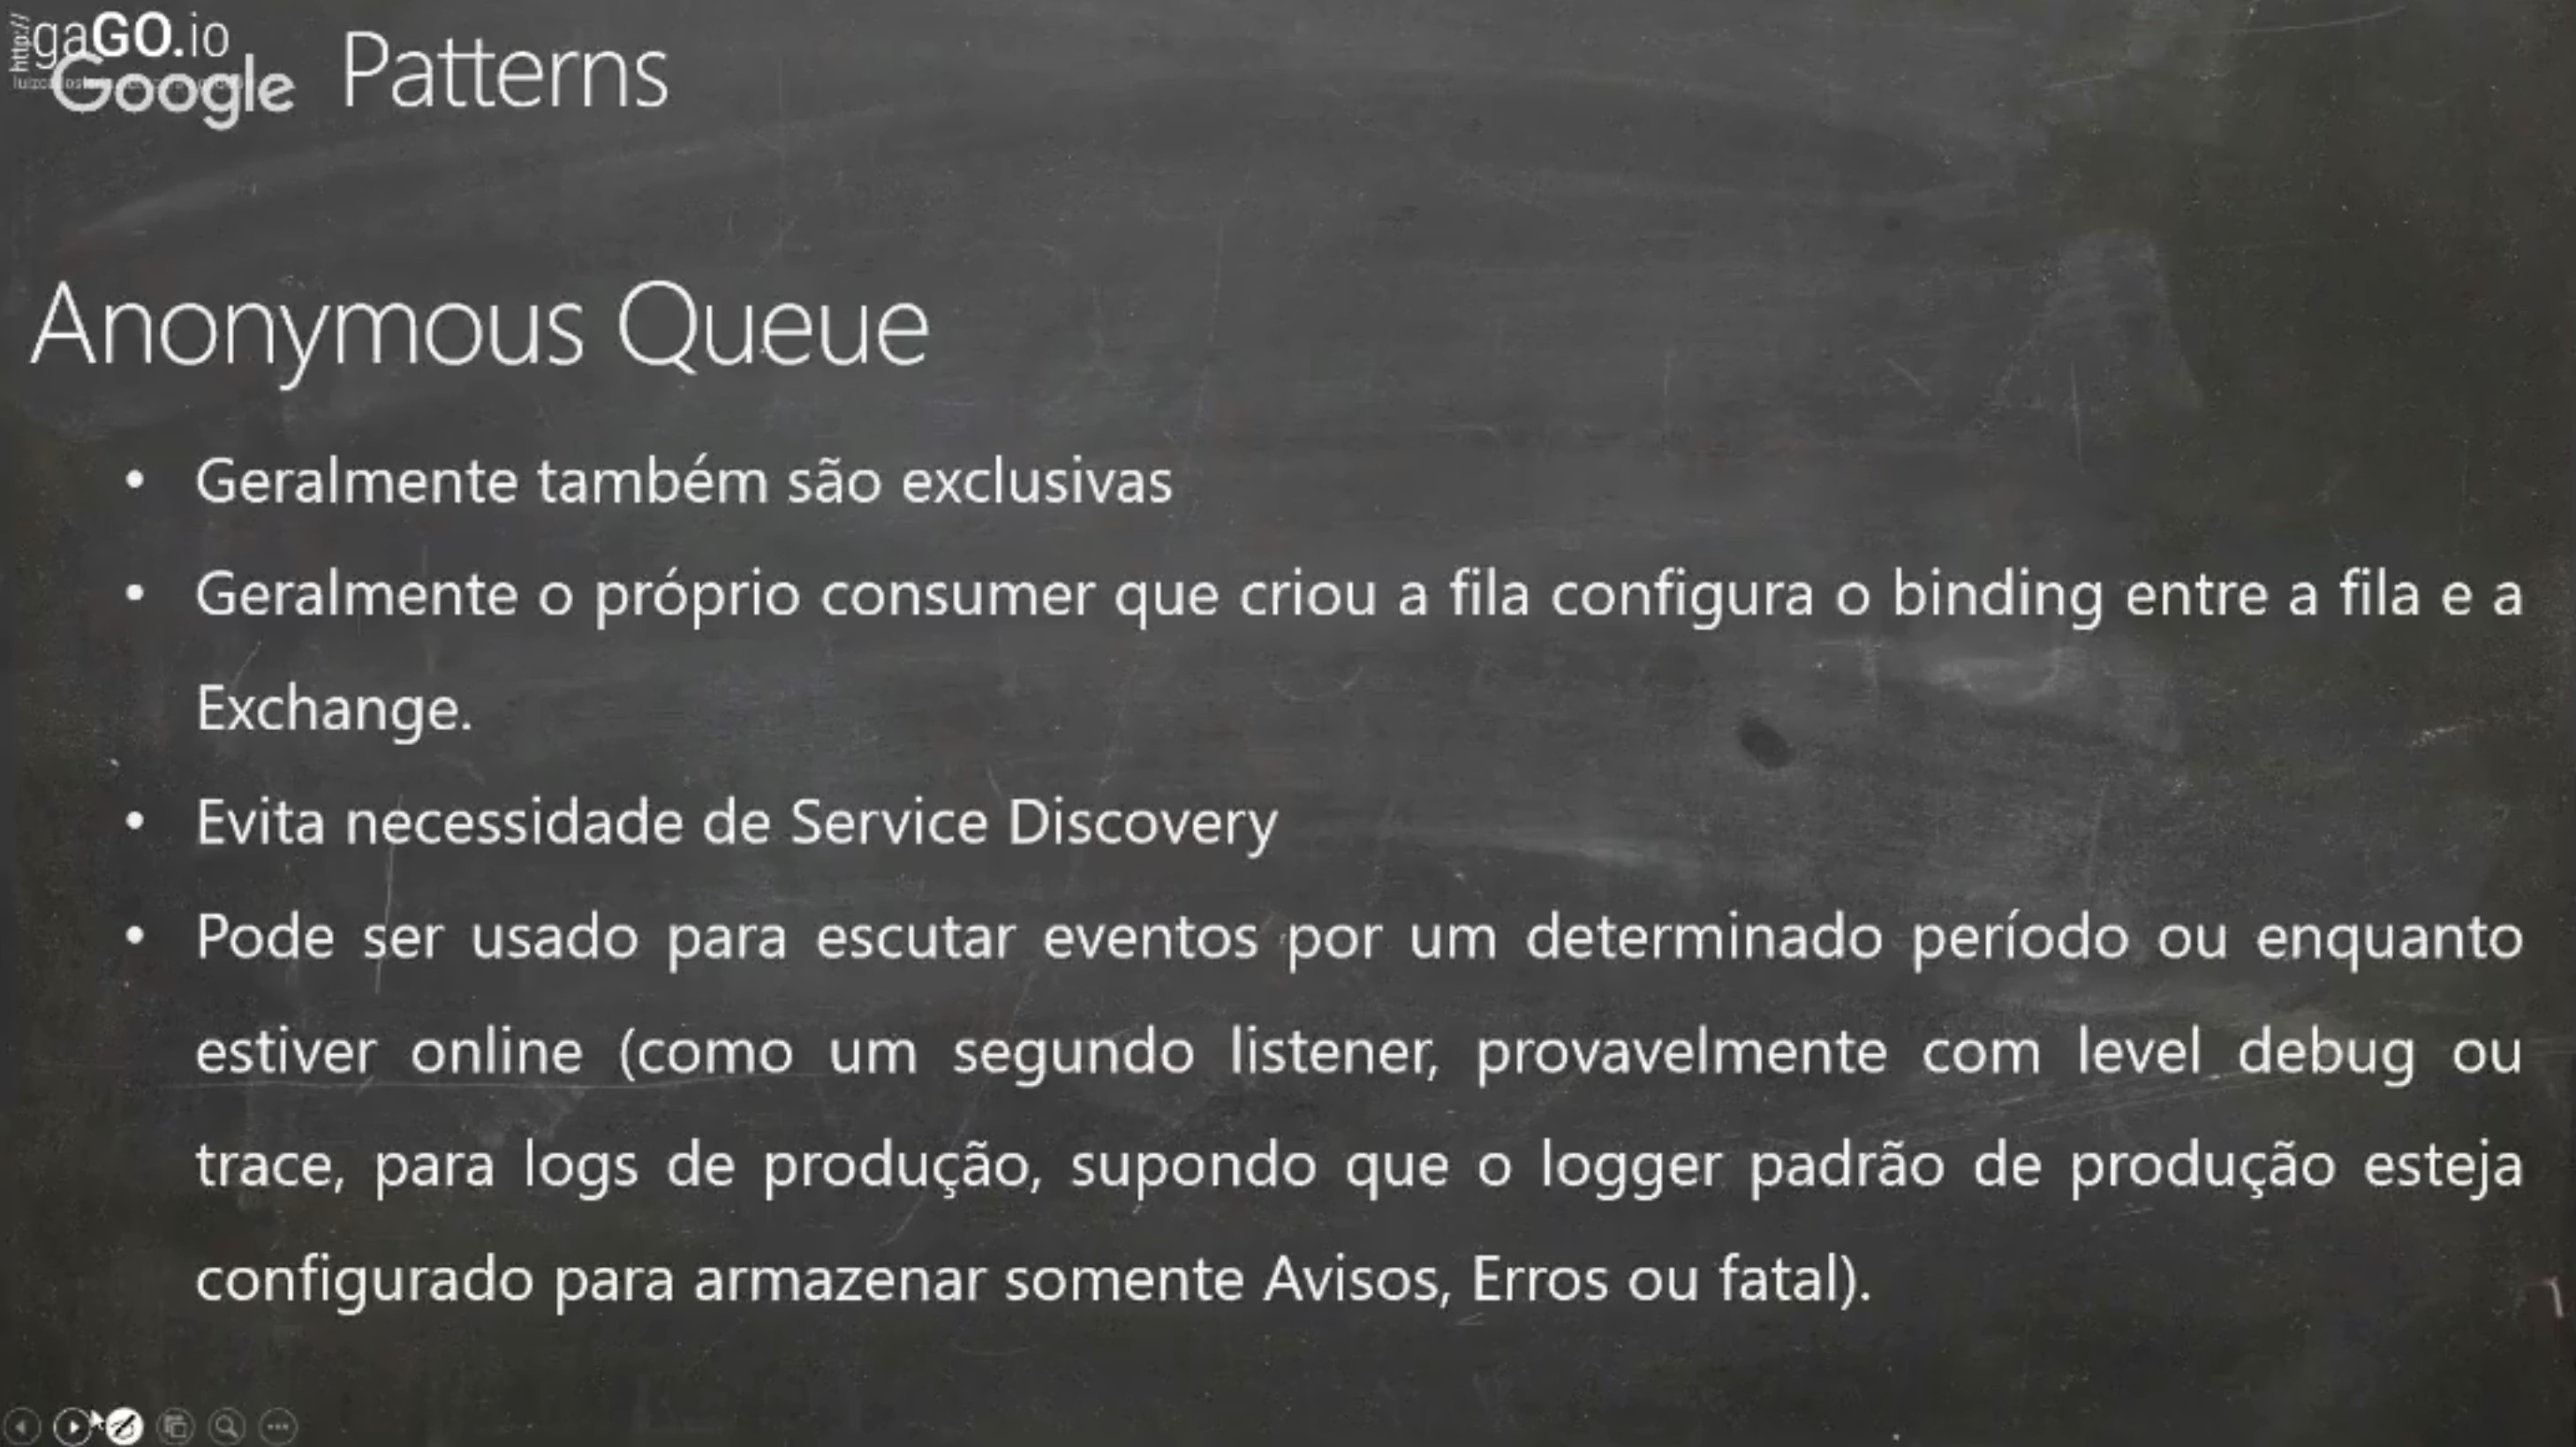 http://
gaGO.io
Google
Patterns
Anonymous Queue
• Geralmente também são exclusivas
• Geralmente o próprio consumer que criou a fila configura o binding entre a fila e a
Exchange.
• Evita necessidade de Service Discovery
• Pode ser usado para escutar eventos por um determinado período ou enquanto
estiver online (como um segundo listener, provavelmente com level debug ou
trace, para logs de produção, supondo que o logger padrão de produção esteja
configurado para armazenar somente Avisos, Erros ou fatal).